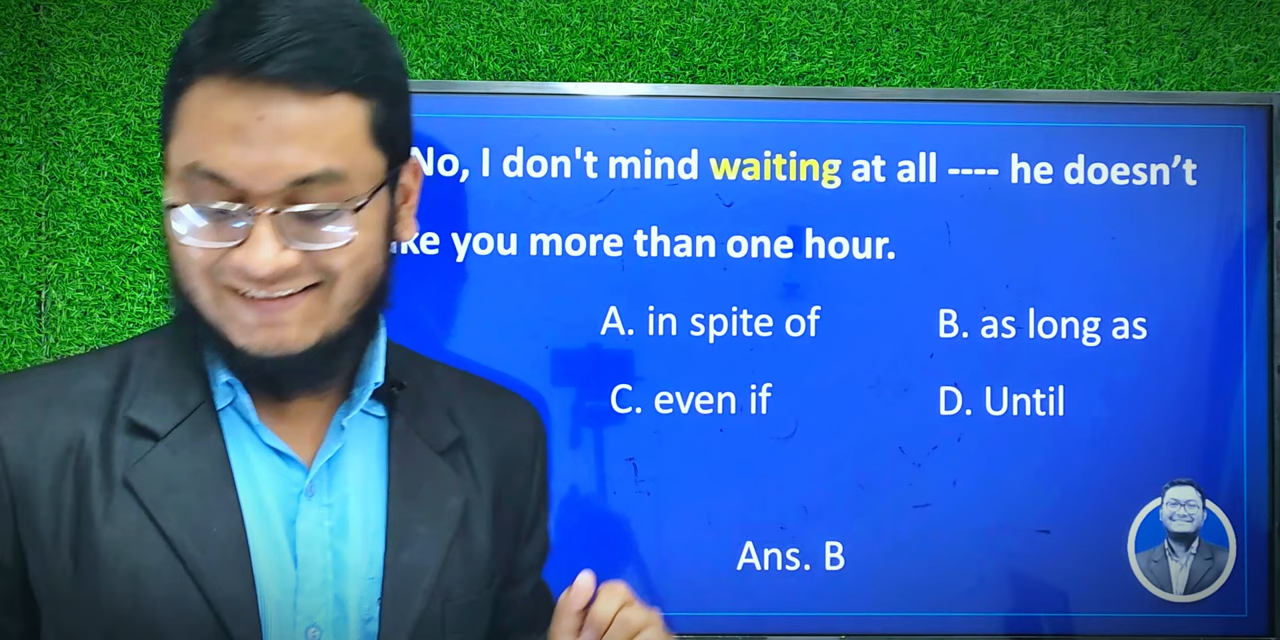 No, I don't mind waiting at all ---- he doesn’t
you more than one hour.
A. in spite of B. as long as
C. even if D. Until
Ans. B